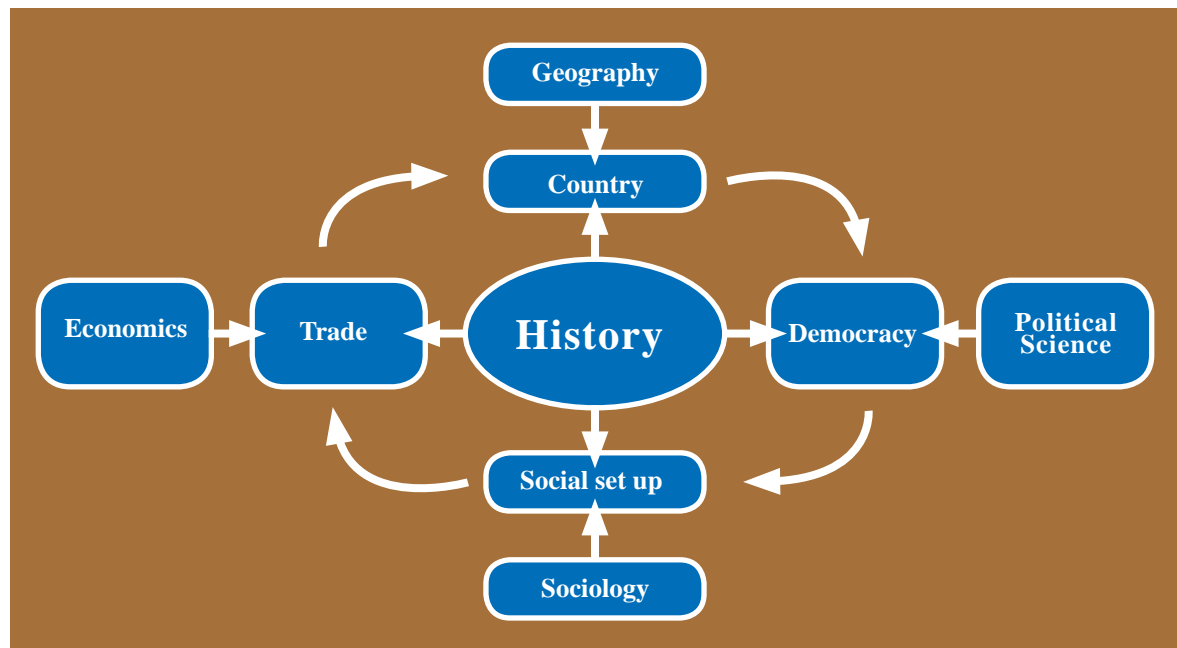 Geography
Country
Economics
Trade
History
Democracy
Political
Science
Social set up
Sociology